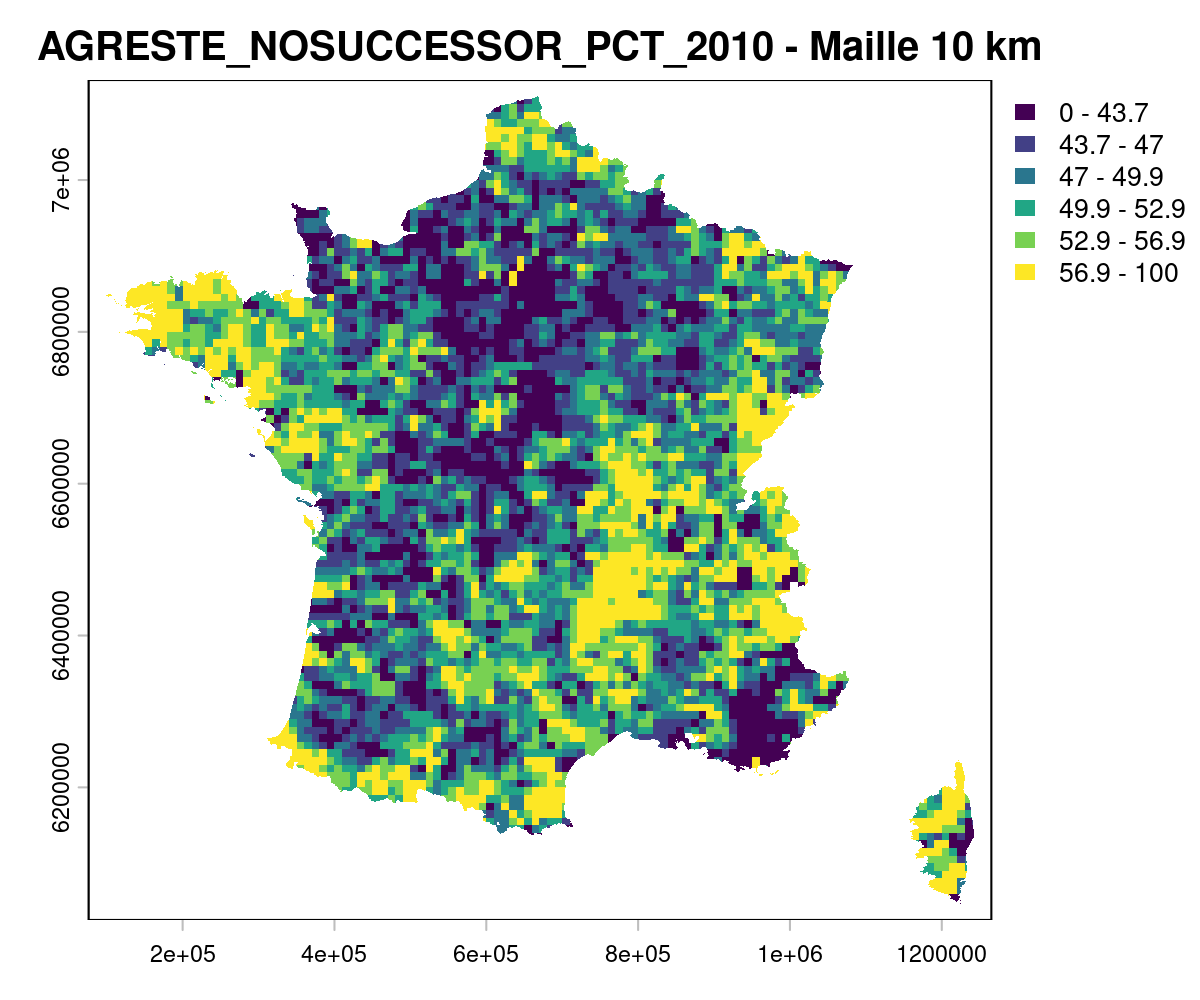 AGRESTE_NOSUCCESSOR_PCT_2010 - Maille 10 km
0 - 43.7
43.7 - 47
47 - 49.9
49.9 - 52.9
52.9 - 56.9
56.9 - 100
7e+06
6800000
6600000
6400000
6200000
2e+05 4e+05 6e+05 8e+05 1e+06 1200000